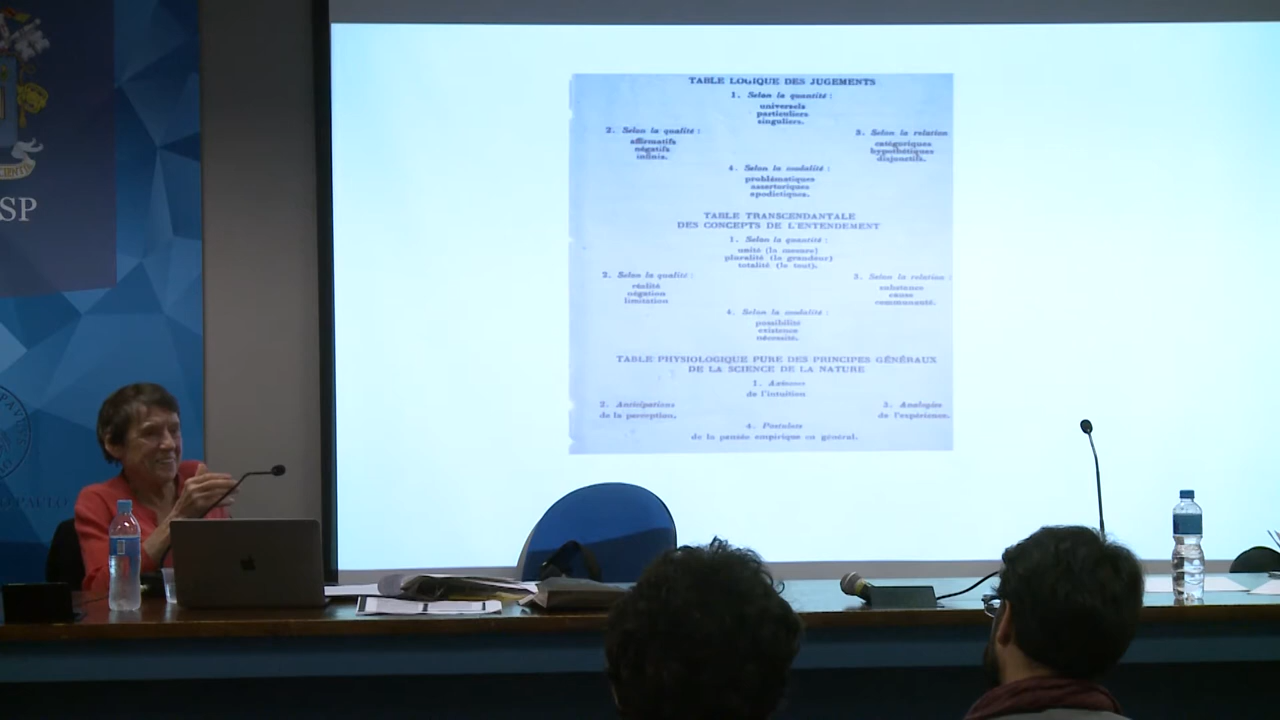 TABLE LOGIQUE DES JUGEMENTS
1. Selon la quantité :
universels
particuliers
singuliers.
2. Selon la qualité :
affirmatifs
négatifs
infinis.
3. Selon la relation
catégoriques
hypothétiques
disjonctifs.
4. Selon la modalité :
problématiques
assertoriques
apodictiques.
TABLE TRANSCENDANTALE
DES CONCEPTS DE L'ENTENDEMENT
1. Selon la quantité :
unité (la mesure)
pluralité (la grandeur)
totalité (le tout).
2. Selon la qualité :
réalité
négation
limitation
3. Selon la relation :
substance
cause
communauté.
4. Selon la modalité :
possibilité
existence
nécessité.
TABLE PHYSIOLOGIQUE PURE DES PRINCIPES GÉNÉRAUX
DE LA SCIENCE DE LA NATURE
1. Axiomes
de l'intuition
2. Anticipations
de la perception,
3. Analogies
de l'expérience.
4. Postulats
de la pensée empirique en général.
SP